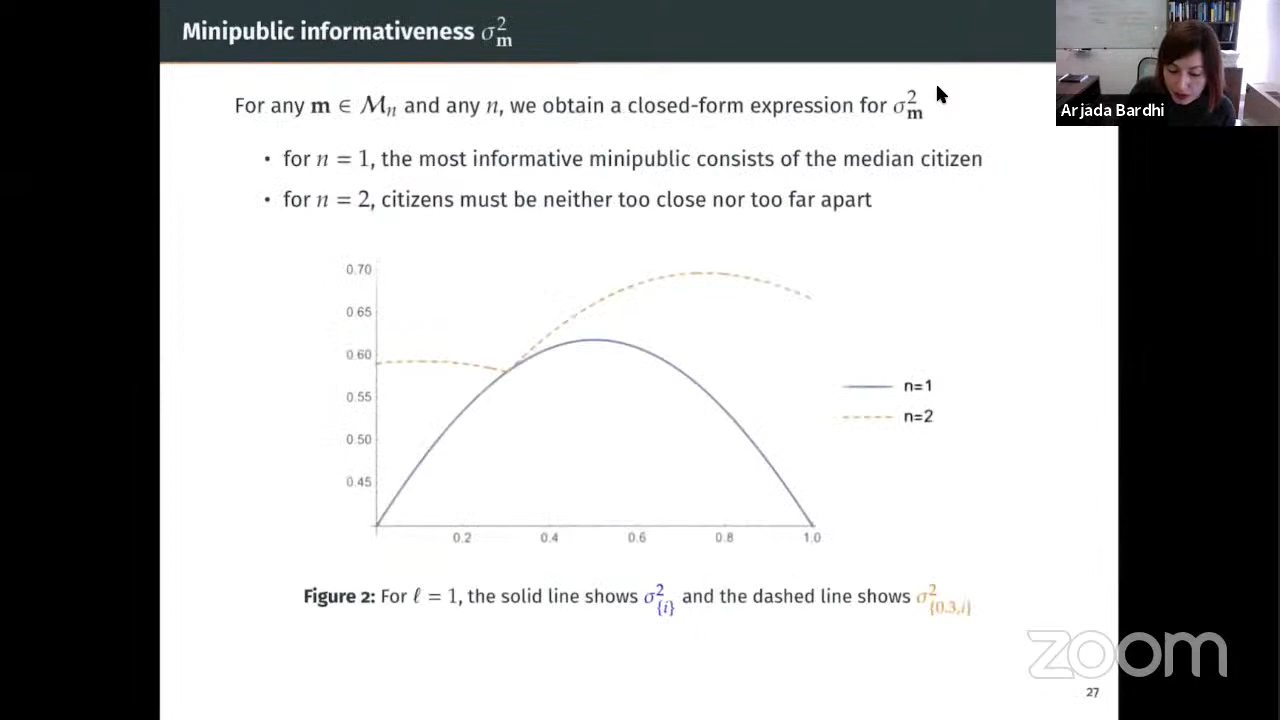 Minipublic informativeness σ²ₘ
Arjada Bardhi
For any m ∈ ℳₙ and any n, we obtain a closed-form expression for σ²ₘ
• for n = 1, the most informative minipublic consists of the median citizen
• for n = 2, citizens must be neither too close nor too far apart
0.70
0.65
0.60
0.55
0.50
0.45
0.2 0.4 0.6 0.8 1.0
n=1
n=2
Figure 2: For ℓ = 1, the solid line shows σ²_{i} and the dashed line shows σ²_{0.3,i}
zoom
27